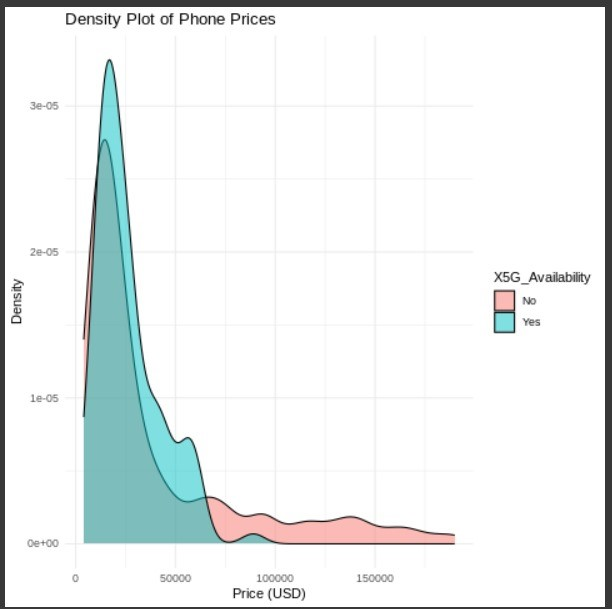 Density Plot of Phone Prices
3e-05
2e-05
1e-05
0e+00
Density
0
50000
100000
150000
Price (USD)
X5G_Availability
No
Yes